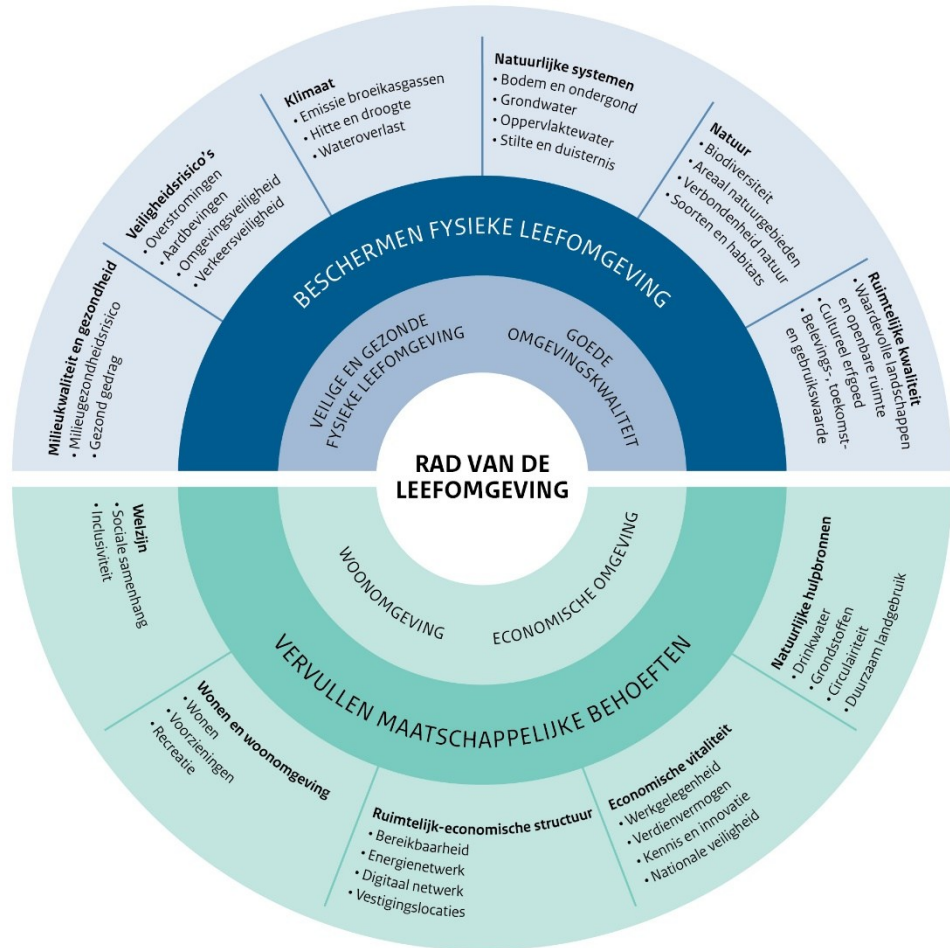 Milieukwaliteit en gezondheid
• Milieugezondheidsrisico
• Gezond gedrag
Veiligheidsrisico's
• Overstromingen
• Aardbevingen
• Omgevingsveiligheid
• Verkeersveiligheid
Klimaat
• Emissie broeikasgassen
• Hitte en droogte
• Wateroverlast
Natuurlijke systemen
• Bodem en ondergond
• Grondwater
• Oppervlaktewater
• Stilte en duisternis
Natuur
• Biodiversiteit
• Areaal natuurgebieden
• Verbondenheid natuur
• Soorten en habitats
Ruimtelijke kwaliteit
• Waardevolle landschappen
en openbare ruimte
• Cultureel erfgoed
• Belevings-, toekomst-
en gebruikswaarde
BESCHERMEN FYSIEKE LEEFOMGEVING
VEILIGE EN GEZONDE
FYSIEKE LEEFOMGEVING
GOEDE
OMGEVINGSKWALITEIT
RAD VAN DE
LEEFOMGEVING
WOONOMGEVING
ECONOMISCHE OMGEVING
VERVULLEN MAATSCHAPPELIJKE BEHOEFTEN
Welzijn
• Sociale samenhang
• Inclusiviteit
Wonen en woonomgeving
• Wonen
• Voorzieningen
• Recreatie
Ruimtelijk-economische structuur
• Bereikbaarheid
• Energienetwerk
• Digitaal netwerk
• Vestigingslocaties
Economische vitaliteit
• Werkgelegenheid
• Verdienvermogen
• Kennis en innovatie
• Nationale veiligheid
Natuurlijke hulpbronnen
• Drinkwater
• Grondstoffen
• Circulairiteit
• Duurzaam landgebruik